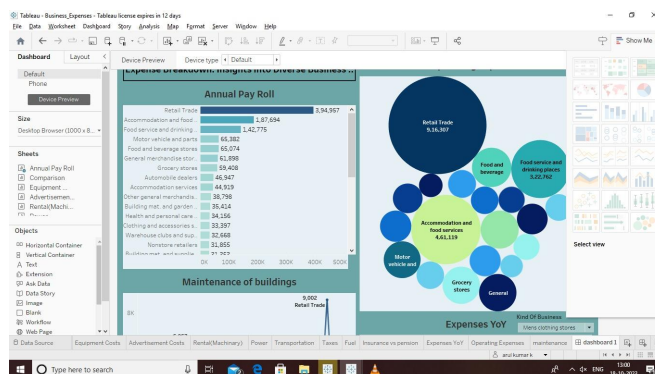 Tableau - Business_Expenses - Tableau license expires in 12 days
File Data Worksheet Dashboard Story Analysis Map Format Server Window Help
Show Me
Dashboard Layout
Device Preview Device type Default
Default
Phone
Device Preview
Size
Desktop Browser (1000 x 8...
Sheets
Annual Pay Roll
Comparison
Equipment ...
Advertisemen...
Rental(Machi...
Objects
Horizontal Container
Vertical Container
Text
Extension
Ask Data
Data Story
Image
Blank
Workflow
Web Page
Expense Breakdown: Insights into Diverse Business ..
Annual Pay Roll
Retail Trade 3,94,957
Accommodation and food .. 1,87,694
Food service and drinking.. 1,42,775
Motor vehicle and parts 65,382
Food and beverage stores 65,074
General merchandise stor.. 61,898
Grocery stores 59,408
Automobile dealers 46,947
Accommodation services 44,919
Other general merchandis.. 38,798
Building mat. and garden .. 35,414
Health and personal care .. 34,156
Clothing and accessories s.. 33,397
Warehouse clubs and sup.. 32,668
Nonstore retailers 31,855
0K 100K 200K 300K 400K 500K
Maintenance of buildings
9,002
Retail Trade
8K
Retail Trade
9,16,307
Food and
beverage
Food service and
drinking places
3,22,762
Accommodation and
food services
4,61,119
Motor
vehicle and
Grocery
stores
General
Expenses YoY
Kind Of Business
Mens clothing stores
Select view
Data Source Equipment Costs Advertisement Costs Rental(Machinary) Power Transportation Taxes Fuel Insurance vs pension Expenses YoY Operating Expenses maintenance dashboard 1
arul kumar k
Type here to search
ENG
13:00
18-10-2023